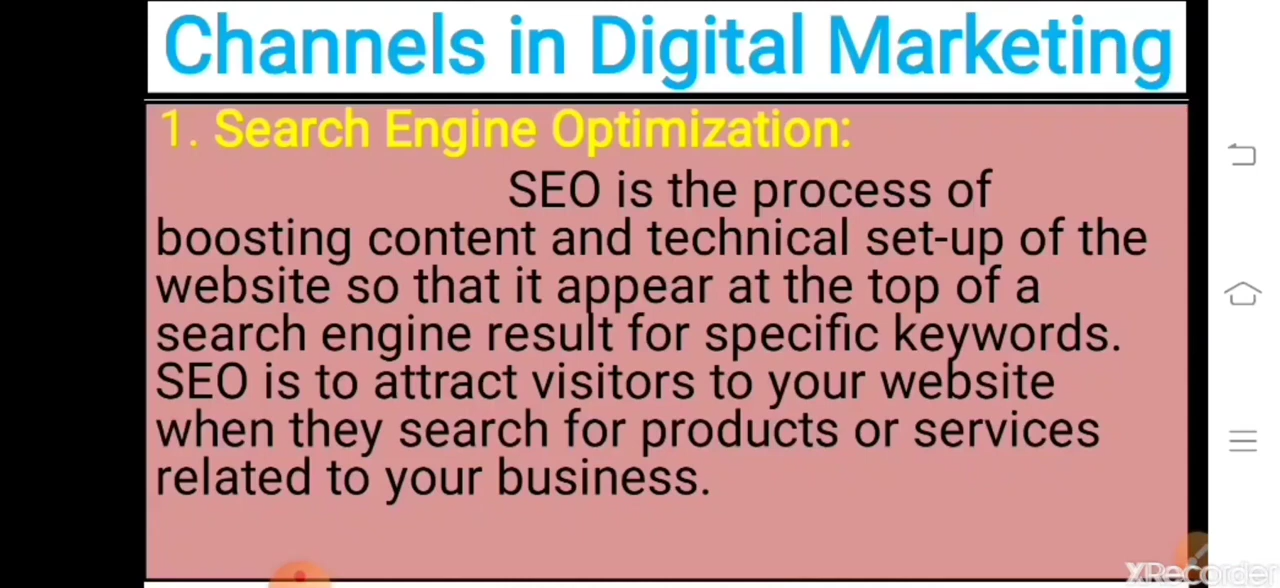 Channels in Digital Marketing
1. Search Engine Optimization:
SEO is the process of
boosting content and technical set-up of the
website so that it appear at the top of a
search engine result for specific keywords.
SEO is to attract visitors to your website
when they search for products or services
related to your business.
XRecorder